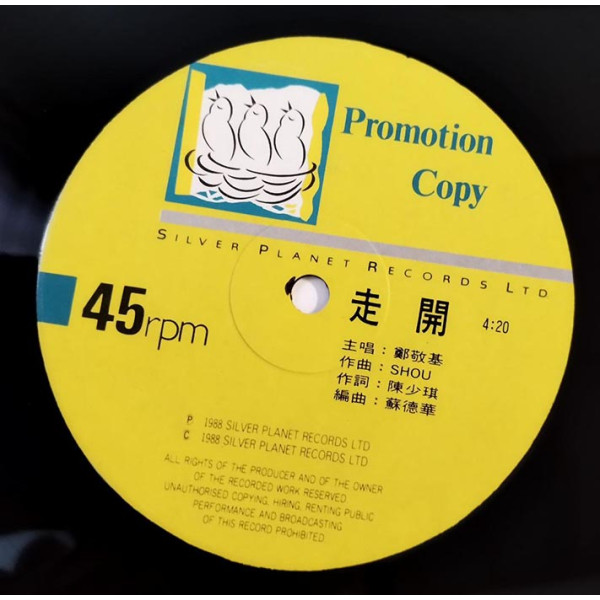 Promotion
Copy
SILVER PLANET RECORDS LTD
走開 4:20
45rpm
主唱：鄭敬基
作曲：SHOU
作詞：陳少琪
編曲：蘇德華
P 1988 SILVER PLANET RECORDS LTD
C 1988 SILVER PLANET RECORDS LTD
ALL RIGHTS OF THE PRODUCER AND OF THE OWNER
OF THE RECORDED WORK RESERVED
UNAUTHORISED COPYING, HIRING, RENTING PUBLIC
PERFORMANCE AND BROADCASTING
OF THIS RECORD PROHIBITED